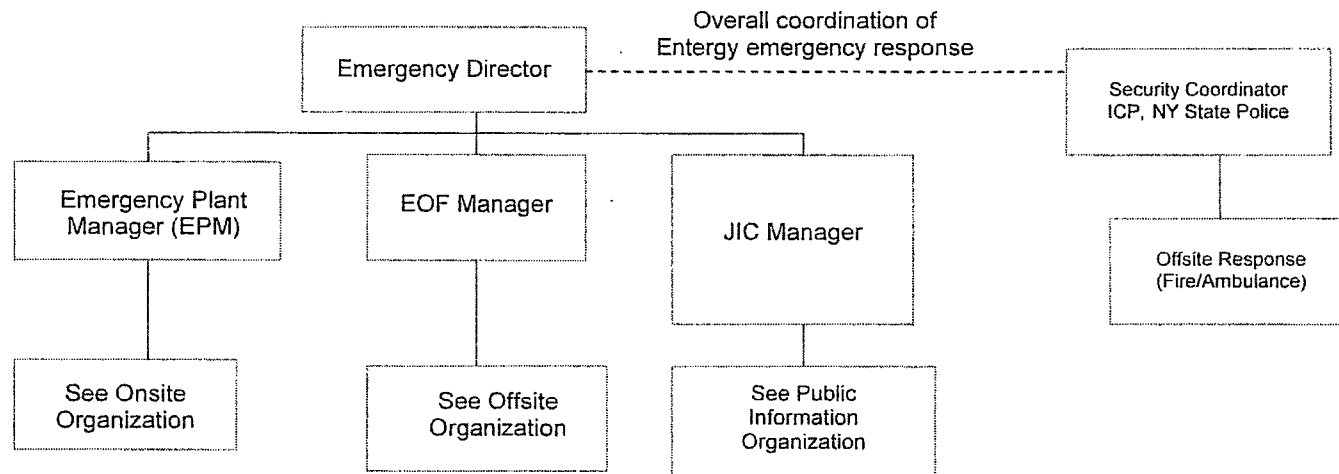 Overall coordination of
Entergy emergency response
Emergency Director
Security Coordinator
ICP, NY State Police
Emergency Plant
Manager (EPM)
EOF Manager
JIC Manager
Offsite Response
(Fire/Ambulance)
See Onsite
Organization
See Offsite
Organization
See Public
Information
Organization